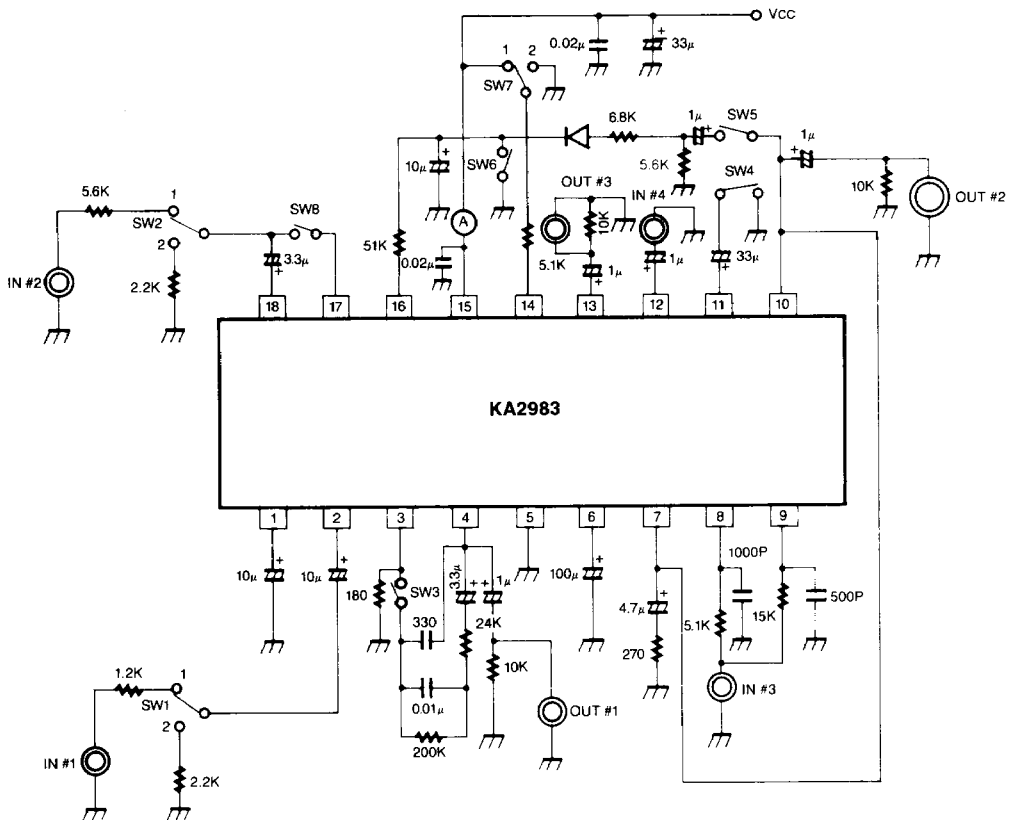 VCC
0.02µ
+
33µ
1
2
SW7
6.8K
1µ
+
SW5
1µ
+
5.6K
10µ
+
SW6
SW4
10K
OUT #2
5.6K
1
SW2
SW8
OUT #3
IN #4
10K
A
2
51K
0.02µ
5.1K
1µ
+
1µ
+
33µ
+
3.3µ
+
IN #2
2.2K
18
17
16
15
14
13
12
11
10
KA2983
1
2
3
4
5
6
7
8
9
10µ
+
10µ
+
180
SW3
3.3µ
+
+
1µ
100µ
+
4.7µ
+
1000P
15K
500P
330
24K
5.1K
270
10K
0.01µ
OUT #1
IN #3
200K
1.2K
1
SW1
2
IN #1
2.2K